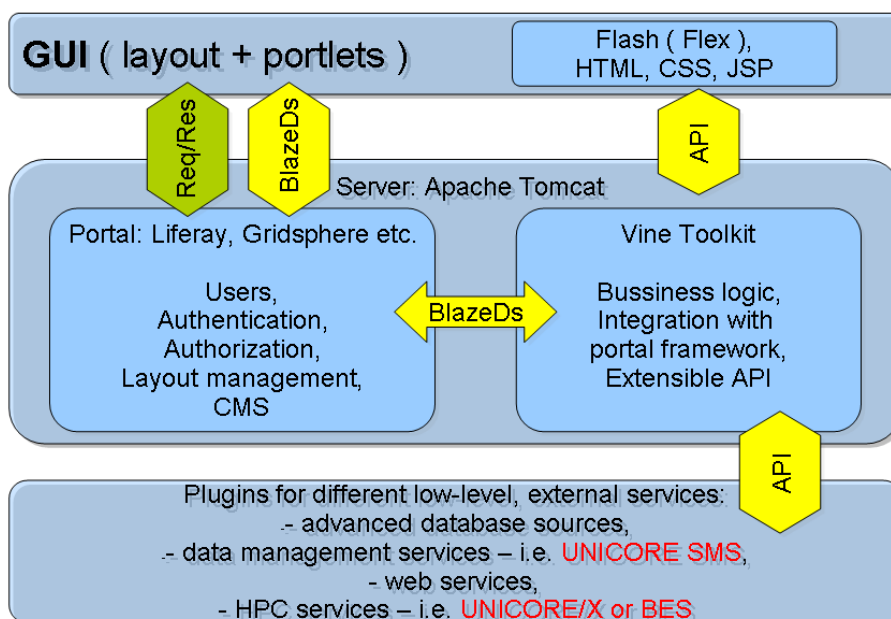 GUI ( layout + portlets )
Flash ( Flex ),
HTML, CSS, JSP
Req/Res
BlazeDs
API
Server: Apache Tomcat
Portal: Liferay, Gridsphere etc.
Users,
Authentication,
Authorization,
Layout management,
CMS
BlazeDs
Vine Toolkit
Bussiness logic,
Integration with
portal framework,
Extensible API
API
Plugins for different low-level, external services:
- advanced database sources,
- data management services – i.e. UNICORE SMS,
- web services,
- HPC services – i.e. UNICORE/X or BES